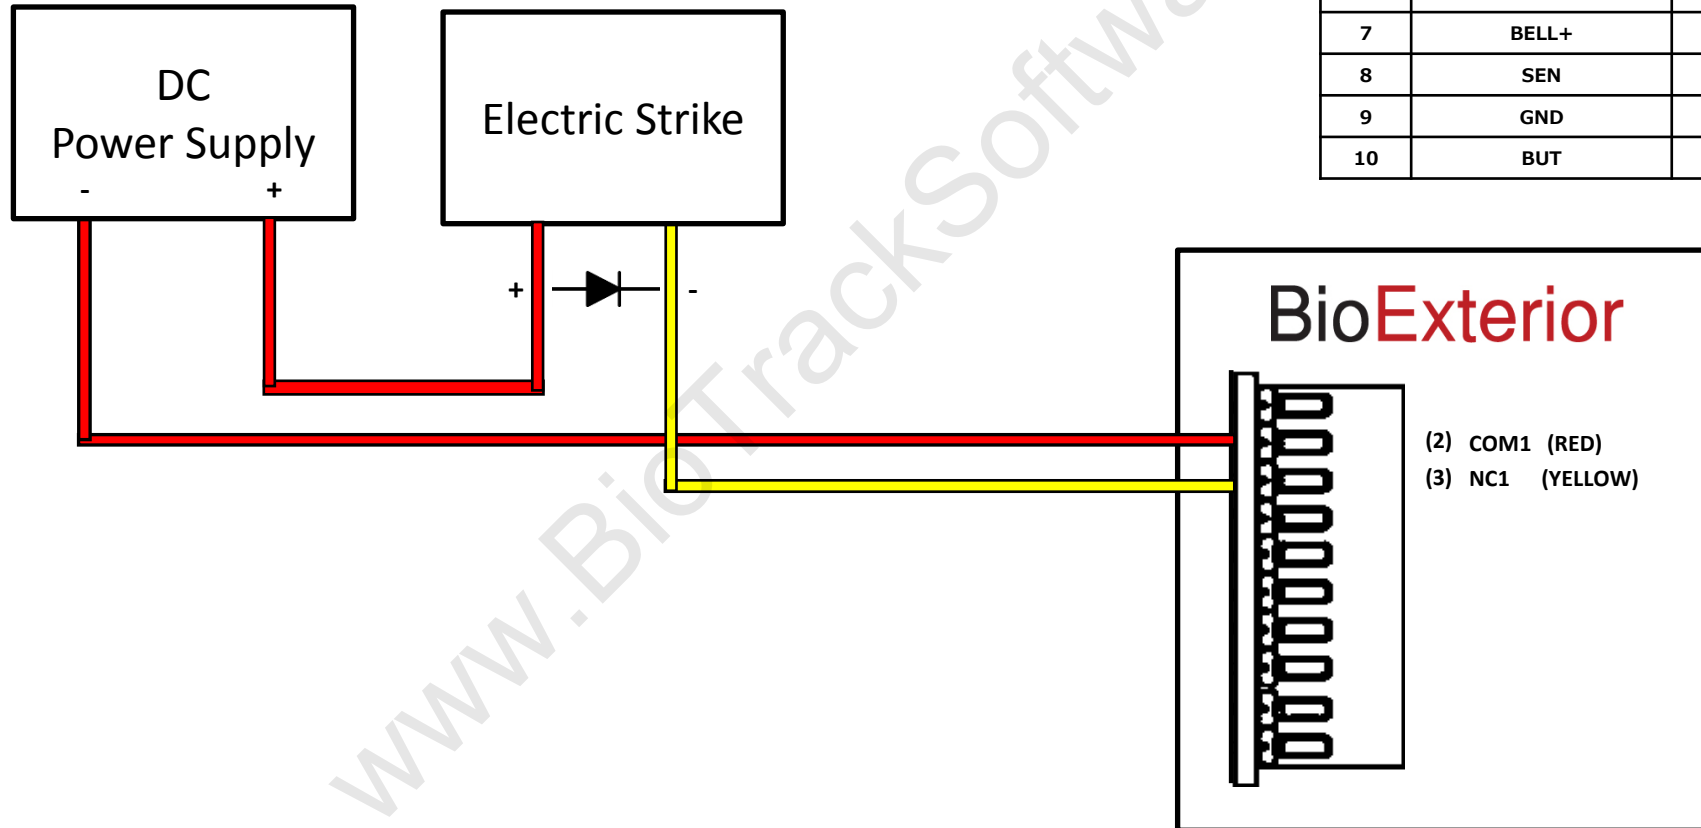 DC
Power Supply
- +
Electric Strike
+ -
7 BELL+
8 SEN
9 GND
10 BUT
BioExterior
(2) COM1 (RED)
(3) NC1 (YELLOW)
www.BioTrackSoftwa